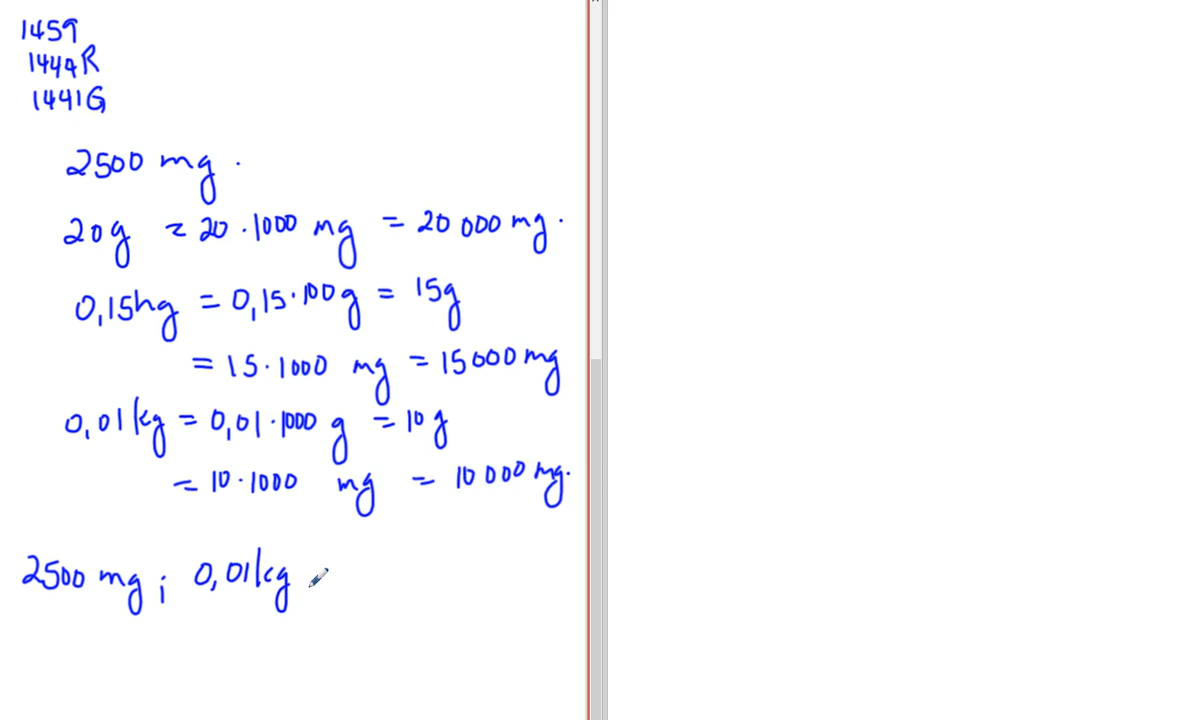 1459
1444R
1441G
2500 mg.
20g = 20·1000 mg = 20 000 mg.
0,15hg = 0,15·100g = 15g
= 15·1000 mg = 15000 mg
0,01kg = 0,01·1000 g = 10g
= 10·1000 mg = 10 000 mg.
2500 mg; 0,01kg